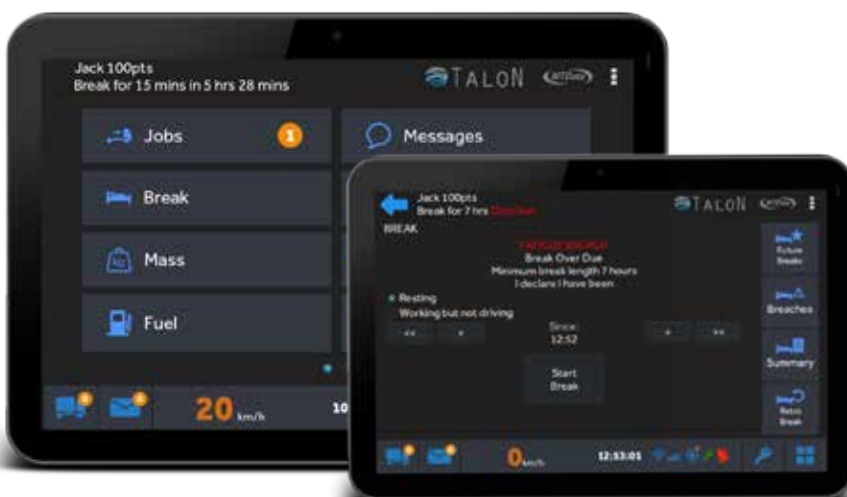 Jack 100pts
Break for 15 mins in 5 hrs 28 mins
TALON
Jobs
1
Messages
Break
Mass
kg
Fuel
20 km/h
10
Jack 100pts
Break for 7 hrs
TALON
BREAK
Break Over Due
Minimum break length 7 hours
I declare I have been
Resting
Working but not driving
Since:
12:52
Start
Break
Future
Breaks
Breaches
Summary
Retro
Break
0 km/h
12:53:01